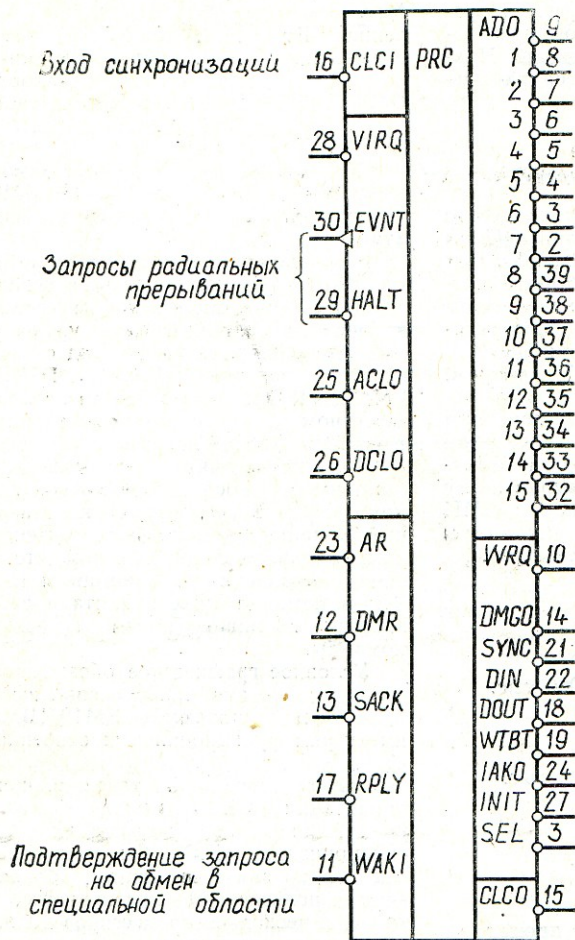 ADO 9
Вход синхронизации 16 CLCI PRC 1 8
2 7
3 6
28 VIRQ 4 5
5 4
30 EVNT 6 3
7 2
Запросы радиальных
прерываний
8 39
29 HALT 9 38
10 37
11 36
25 ACLO 12 35
13 34
26 DCLO 14 33
15 32
23 AR WRQ 10
12 DMR DMGO 14
SYNC 21
DIN 22
13 SACK DOUT 18
WTBT 19
IAKO 24
17 RPLY INIT 27
SEL 3
Подтверждение запроса
на обмен в
специальной области
11 WAKI
CLCO 15